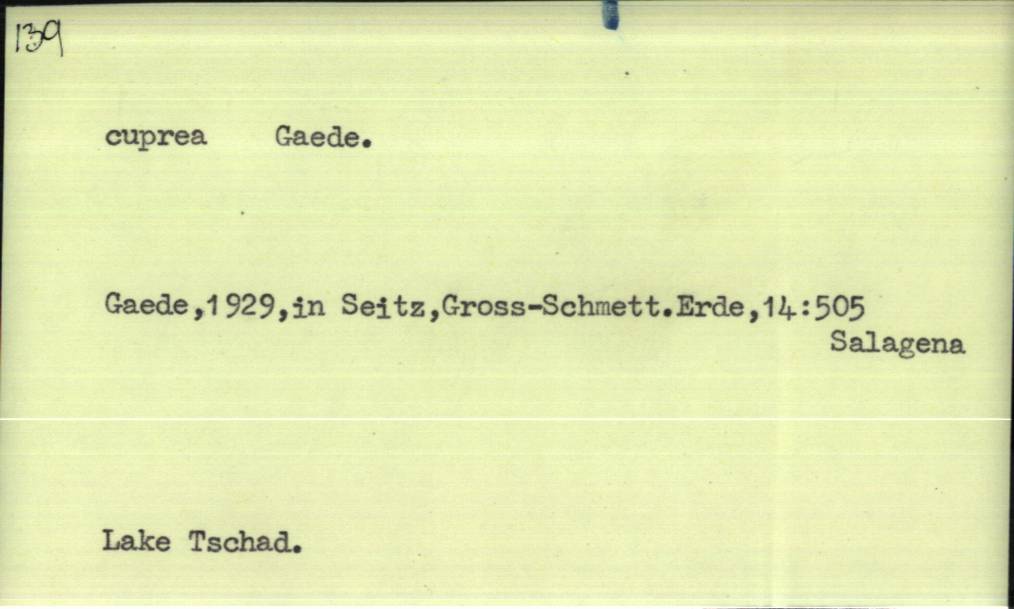 139
cuprea Gaede.
Gaede,1929,in Seitz,Gross-Schmett.Erde,14:505
Salagena
Lake Tschad.